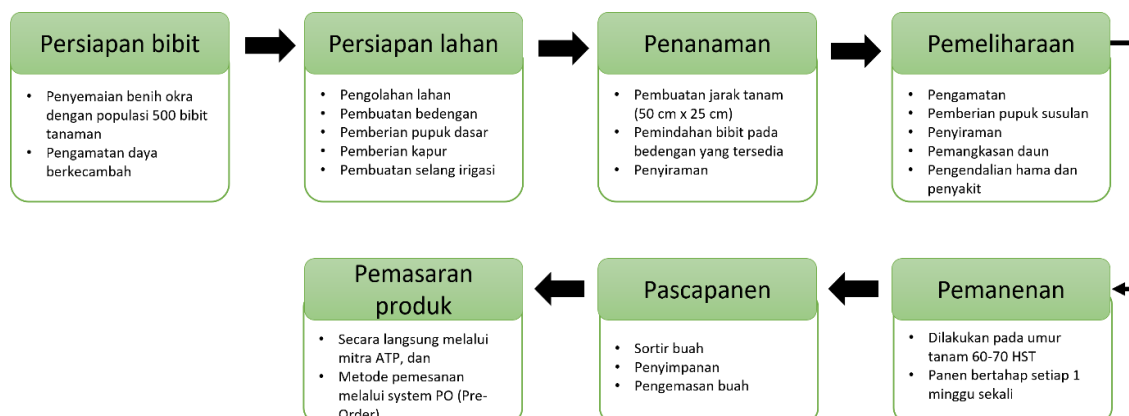 Persiapan bibit
• Penyemaian benih okra
dengan populasi 500 bibit
tanaman
• Pengamatan daya
berkecambah
Persiapan lahan
• Pengolahan lahan
• Pembuatan bedengan
• Pemberian pupuk dasar
• Pemberian kapur
• Pembuatan selang irigasi
Penanaman
• Pembuatan jarak tanam
(50 cm x 25 cm)
• Pemindahan bibit pada
bedengan yang tersedia
• Penyiraman
Pemeliharaan
• Pengamatan
• Pemberian pupuk susulan
• Penyiraman
• Pemangkasan daun
• Pengendalian hama dan
penyakit
Pemanenan
• Dilakukan pada umur
tanam 60-70 HST
• Panen bertahap setiap 1
minggu sekali
Pascapanen
• Sortir buah
• Penyimpanan
• Pengemasan buah
Pemasaran
produk
• Secara langsung melalui
mitra ATP, dan
• Metode pemesanan
melalui system PO (Pre-
Order)